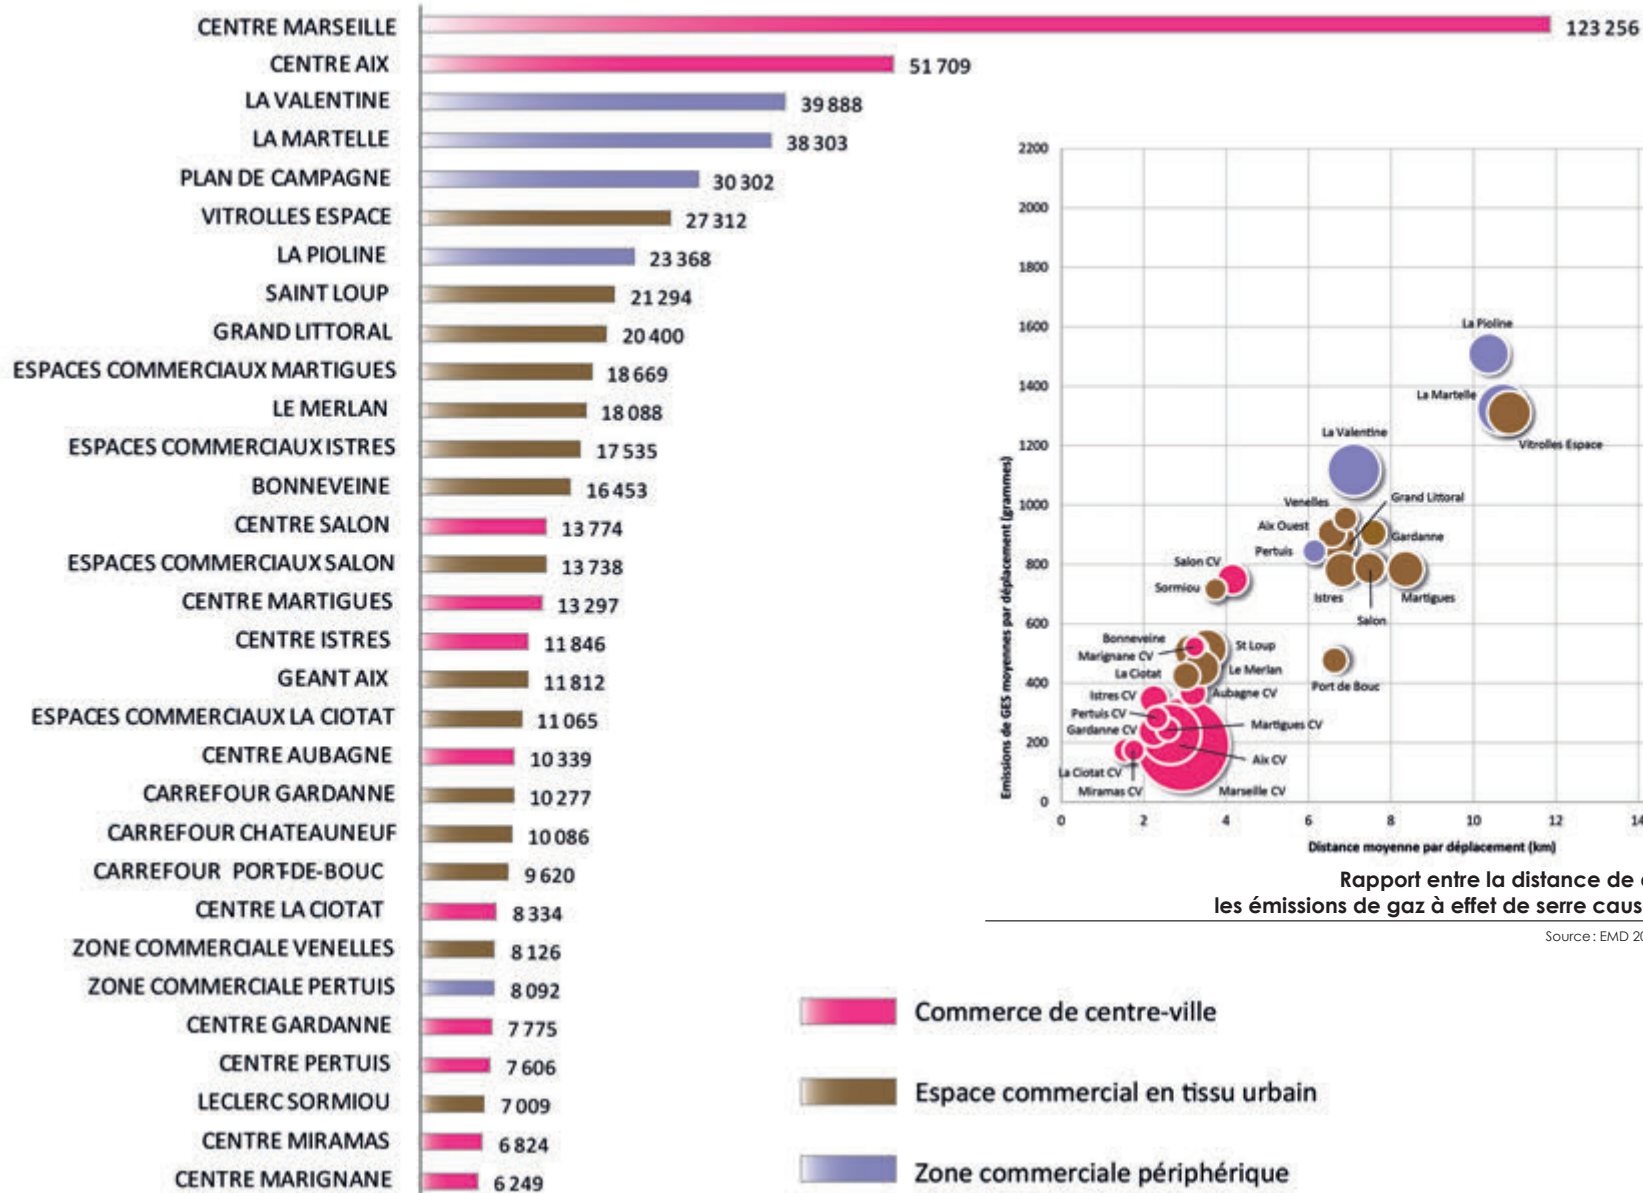 CENTRE MARSEILLE 123 256
CENTRE AIX 51 709
LA VALENTINE 39 888
LA MARTELLE 38 303
PLAN DE CAMPAGNE 30 302
VITROLLES ESPACE 27 312
LA PIOLINE 23 368
SAINT LOUP 21 294
GRAND LITTORAL 20 400
ESPACES COMMERCIAUX MARTIGUES 18 669
LE MERLAN 18 088
ESPACES COMMERCIAUX ISTRES 17 535
BONNEVEINE 16 453
CENTRE SALON 13 774
ESPACES COMMERCIAUX SALON 13 738
CENTRE MARTIGUES 13 297
CENTRE ISTRES 11 846
GEANT AIX 11 812
ESPACES COMMERCIAUX LA CIOTAT 11 065
CENTRE AUBAGNE 10 339
CARREFOUR GARDANNE 10 277
CARREFOUR CHATEAUNEUF 10 086
CARREFOUR PORT-DE-BOUC 9 620
CENTRE LA CIOTAT 8 334
ZONE COMMERCIALE VENELLES 8 126
ZONE COMMERCIALE PERTUIS 8 092
CENTRE GARDANNE 7 775
CENTRE PERTUIS 7 606
LECLERC SORMIOU 7 009
CENTRE MIRAMAS 6 824
CENTRE MARIGNANE 6 249
Emissions de GES moyennes par déplacement (grammes)
2200
2000
1800
1600
1400
1200
1000
800
600
400
200
0
La Pioline
La Martelle
Vitrolles Espace
La Valentine
Grand Littoral
Venelles
Aix Ouest
Gardanne
Pertuis
Salon CV
Sormiou
Istres
Martigues
Salon
Bonneveine
St Loup
Marignane CV
Le Merlan
La Ciotat
Port de Bouc
Istres CV
Aubagne CV
Pertuis CV
Martigues CV
Gardanne CV
Aix CV
La Ciotat CV
Miramas CV
Marseille CV
0 2 4 6 8 10 12 14
Distance moyenne par déplacement (km)
Rapport entre la distance de
les émissions de gaz à effet de serre caus
Source : EMD 20
Commerce de centre-ville
Espace commercial en tissu urbain
Zone commerciale périphérique